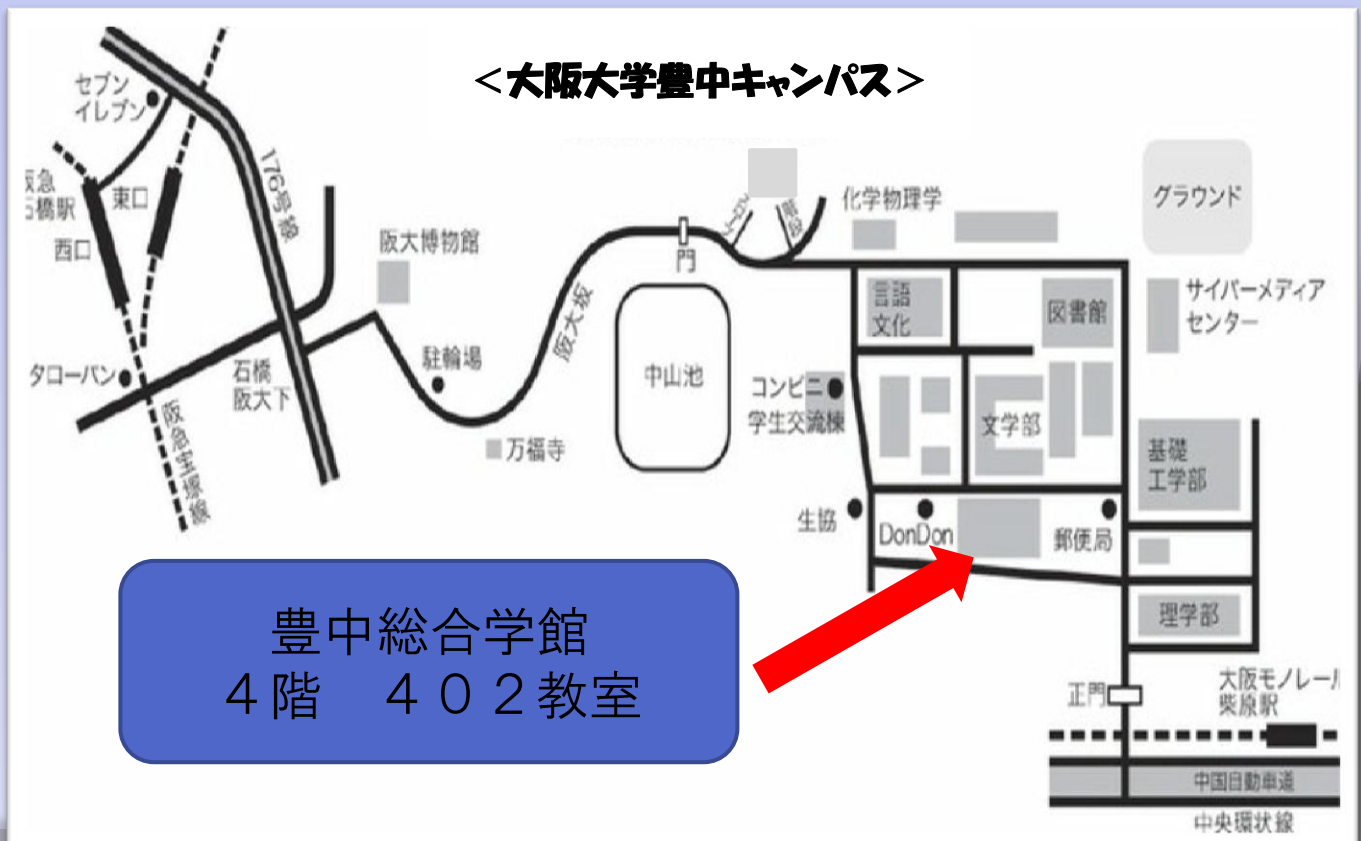 <大阪大学豊中キャンパス>
セブン
イレブン
176号線
阪急
石橋駅
東口
西口
阪大博物館
門
化学物理学
グラウンド
言語
文化
図書館
サイバーメディア
センター
阪大坂
タローパン
石橋
阪大下
駐輪場
中山池
コンビニ
学生交流棟
文学部
万福寺
阪急宝塚線
基礎
工学部
生協
DonDon
郵便局
豊中総合学館
4階 402教室
理学部
正門
大阪モノレール
柴原駅
中国自動車道
中央環状線